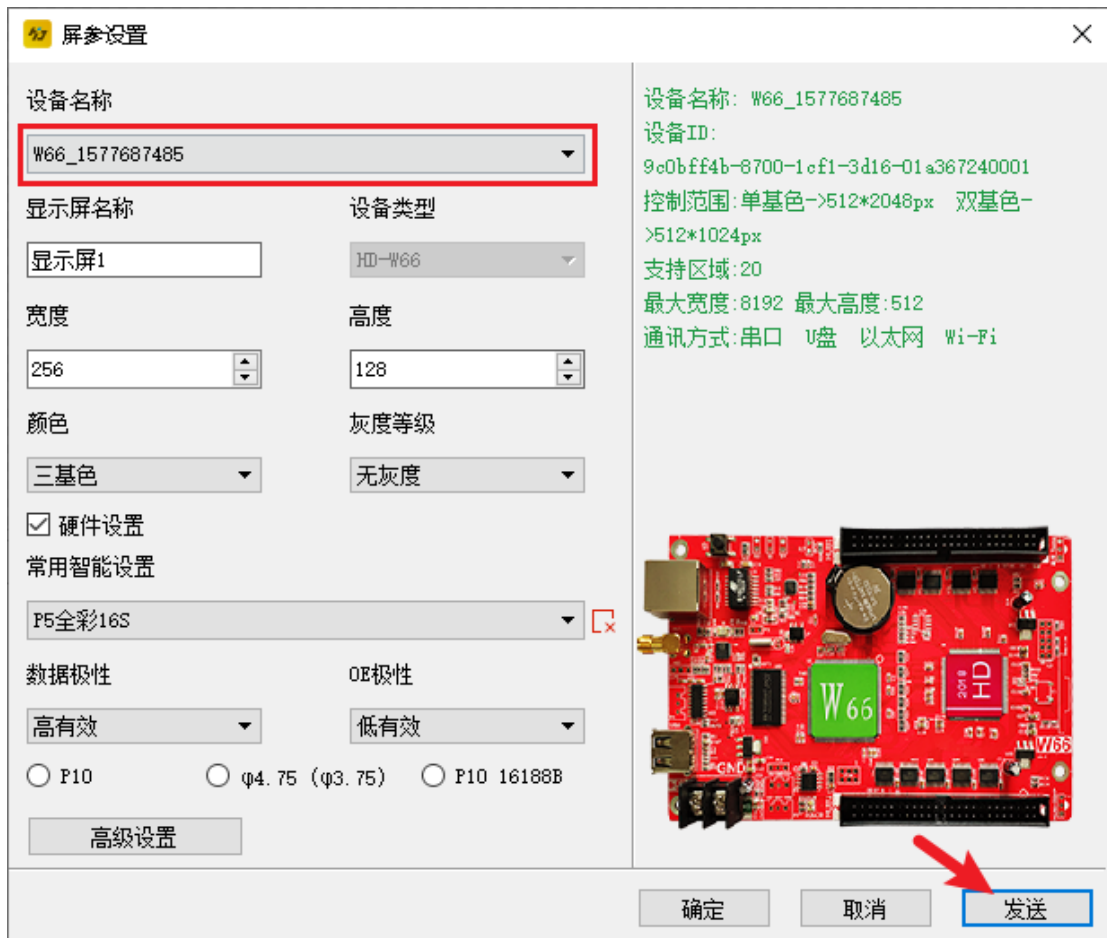 屏参设置
设备名称
W66_1577687485
显示屏名称 设备类型
显示屏1 HD-W66
宽度 高度
256 128
颜色 灰度等级
三基色 无灰度
硬件设置
常用智能设置
P5全彩16S
数据极性 OE极性
高有效 低有效
P10 φ4.75 (φ3.75) P10 16188B
高级设置
设备名称: W66_1577687485
设备ID:
9c0bff4b-8700-1cf1-3d16-01a367240001
控制范围:单基色->512*2048px 双基色-
>512*1024px
支持区域:20
最大宽度:8192 最大高度:512
通讯方式:串口 U盘 以太网 Wi-Fi
W66
2018
HD
W66
GND
确定 取消 发送